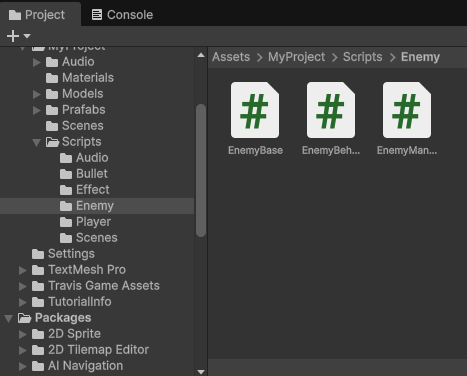 Project
Console
MyProject
Audio
Materials
Models
Prafabs
Scenes
Scripts
Audio
Bullet
Effect
Enemy
Player
Scenes
Settings
TextMesh Pro
Travis Game Assets
TutorialInfo
Packages
2D Sprite
2D Tilemap Editor
AI Navigation
Assets > MyProject > Scripts > Enemy
# # #
EnemyBase EnemyBeh... EnemyMan...